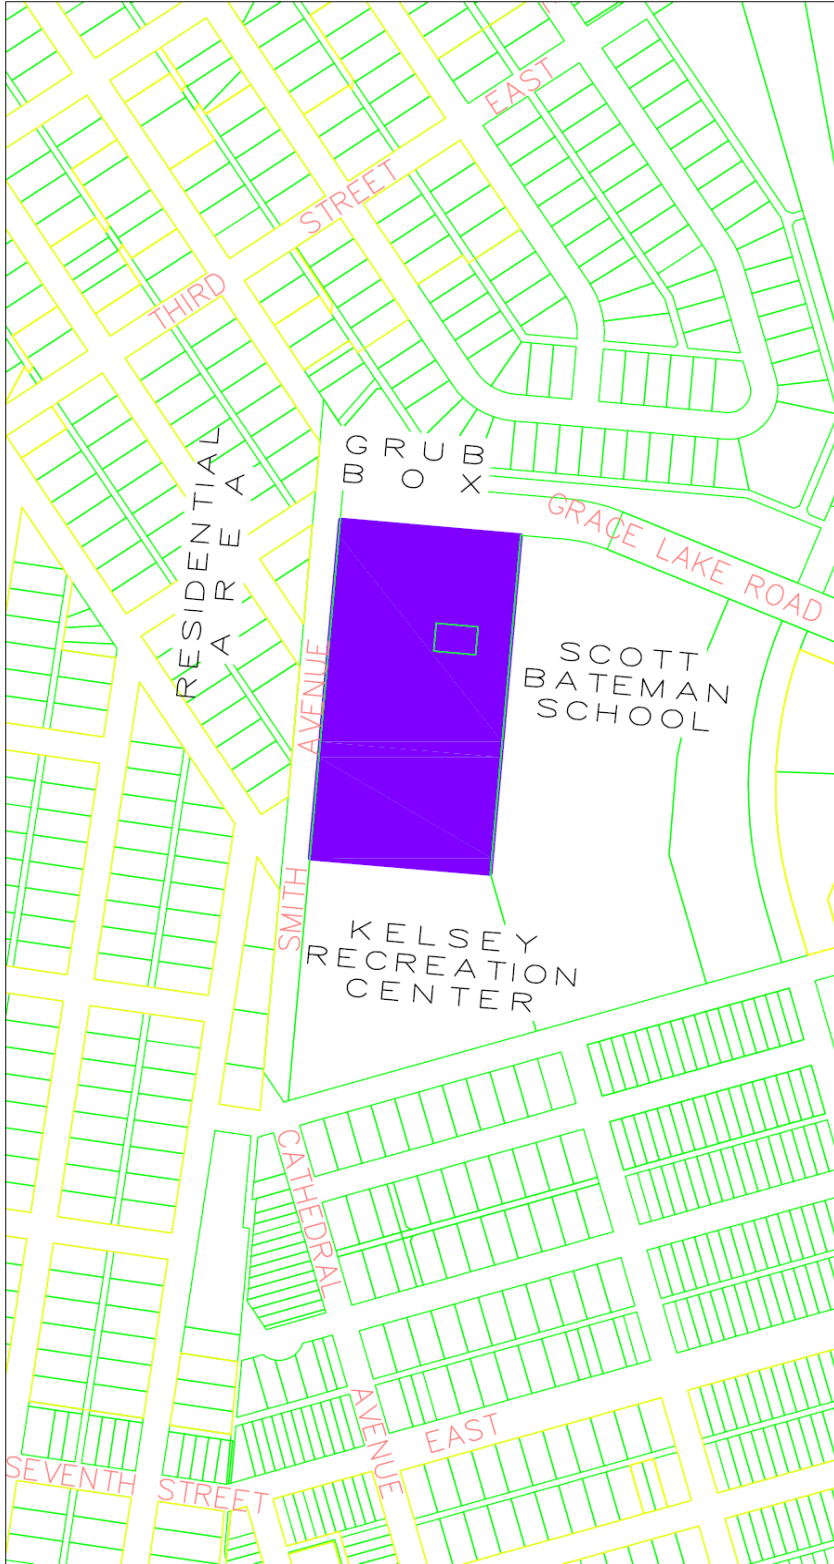 EAST
THIRD STREET
GRUB
BOX
RESIDENTIAL
AREA
GRACE LAKE ROAD
SCOTT
BATEMAN
SCHOOL
SMITH AVENUE
KELSEY
RECREATION
CENTER
CATHEDRAL AVENUE
EAST
SEVENTH STREET